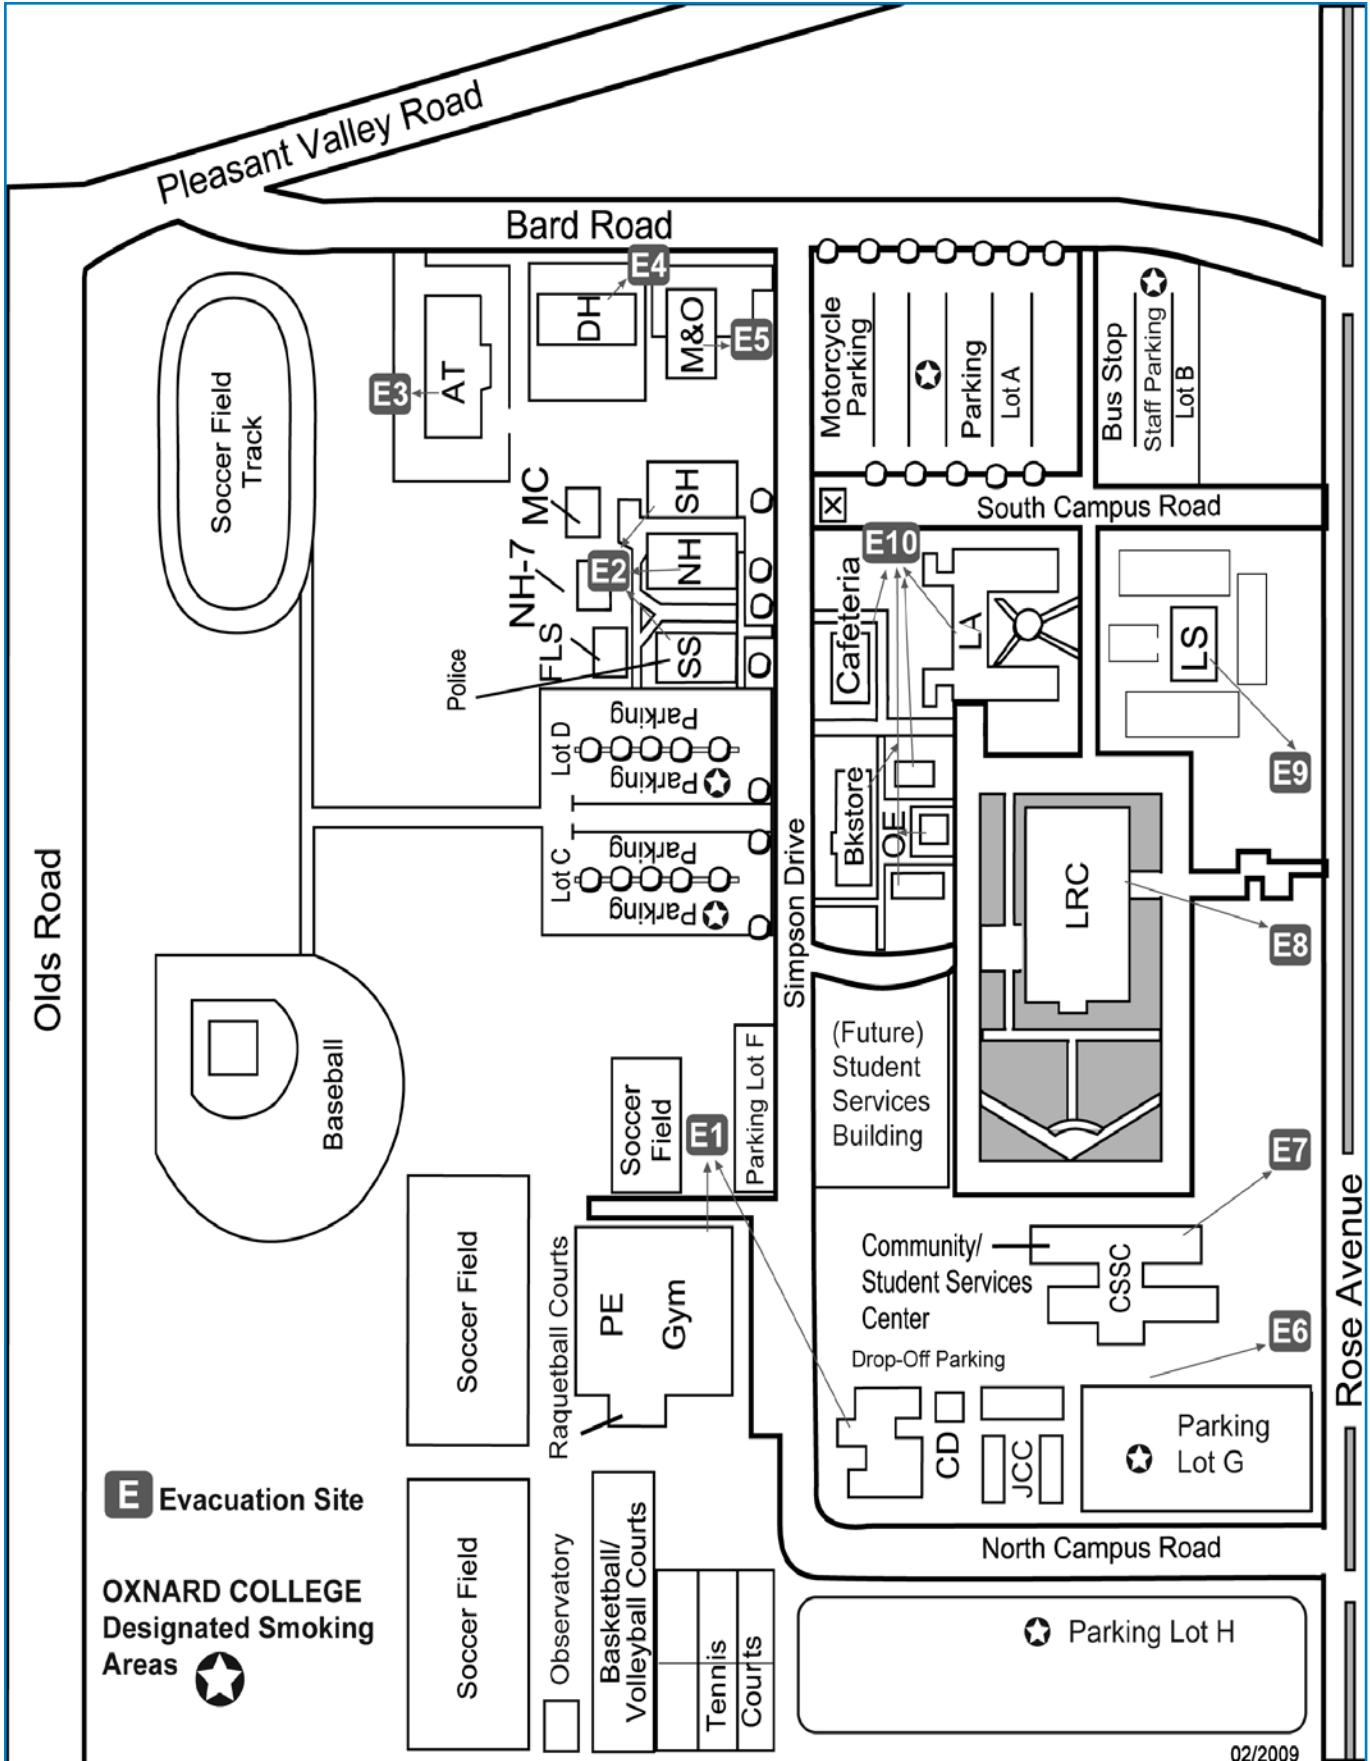 Pleasant Valley Road
Bard Road
E4
DH
M&O
E5
E3
AT
Soccer Field
Track
Motorcycle
Parking
Parking
Lot A
Bus Stop
Staff Parking
Lot B
South Campus Road
MC
SH
NH-7
E2
NH
FLS
SS
Police
E10
Cafeteria
LA
LS
E9
Lot D
Parking
Parking
Lot C
Parking
Parking
Bkstore
OE
LRC
E8
Simpson Drive
Olds Road
Baseball
Soccer
Field
E1
Parking Lot F
(Future)
Student
Services
Building
E7
Rose Avenue
Community/
Student Services
Center
CSSC
E6
Drop-Off Parking
Soccer Field
Raquetball Courts
PE
Gym
CD
JCC
Parking
Lot G
North Campus Road
E Evacuation Site
OXNARD COLLEGE
Designated Smoking
Areas
Soccer Field
Observatory
Basketball/
Volleyball Courts
Tennis
Courts
Parking Lot H
02/2009